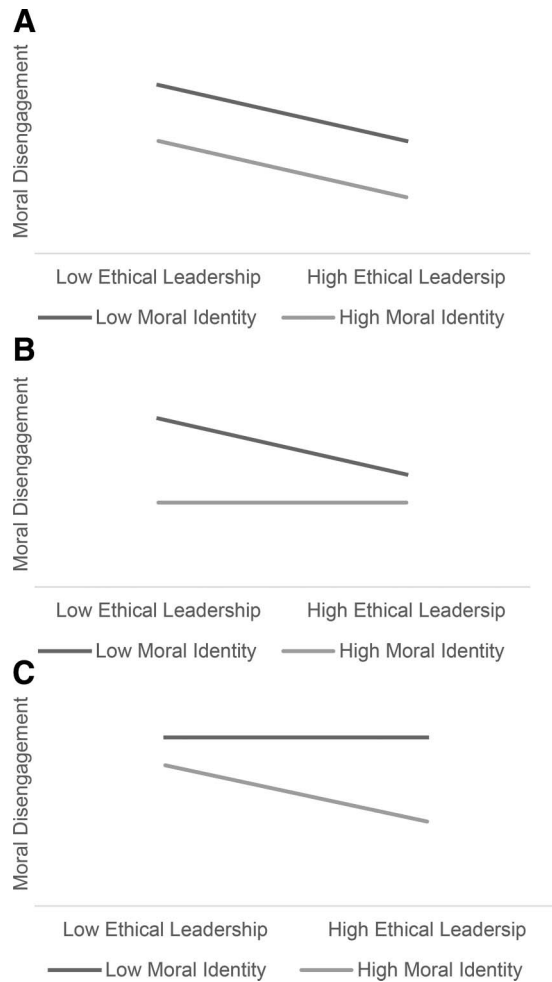 A
Moral Disengagement
Low Ethical Leadership High Ethical Leadersip
Low Moral Identity High Moral Identity
B
Moral Disengagement
Low Ethical Leadership High Ethical Leadersip
Low Moral Identity High Moral Identity
C
Moral Disengagement
Low Ethical Leadership High Ethical Leadersip
Low Moral Identity High Moral Identity